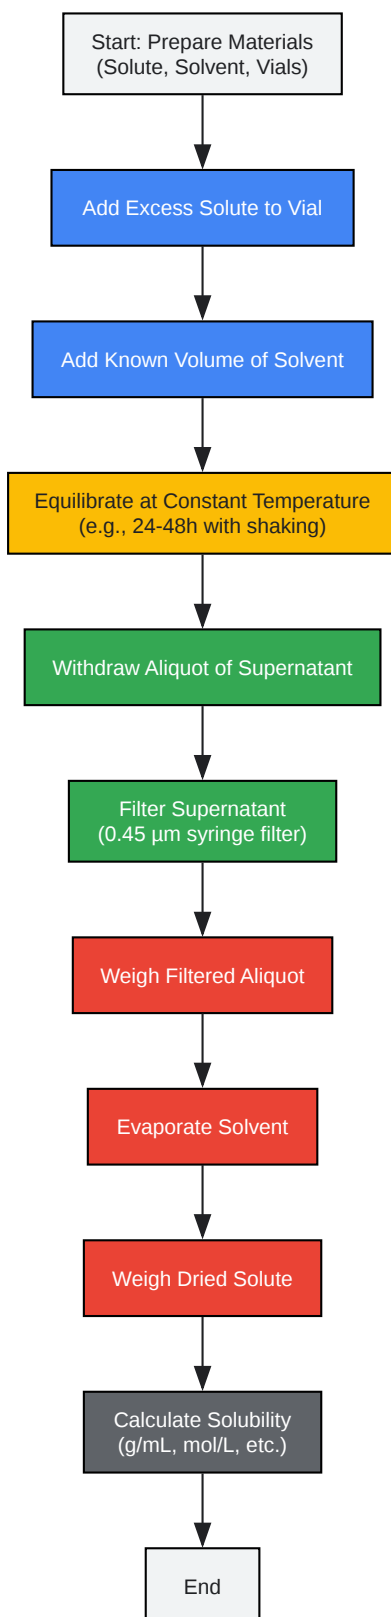 Start: Prepare Materials
(Solute, Solvent, Vials)
Add Excess Solute to Vial
Add Known Volume of Solvent
Equilibrate at Constant Temperature
(e.g., 24-48h with shaking)
Withdraw Aliquot of Supernatant
Filter Supernatant
(0.45 µm syringe filter)
Weigh Filtered Aliquot
Evaporate Solvent
Weigh Dried Solute
Calculate Solubility
(g/mL, mol/L, etc.)
End